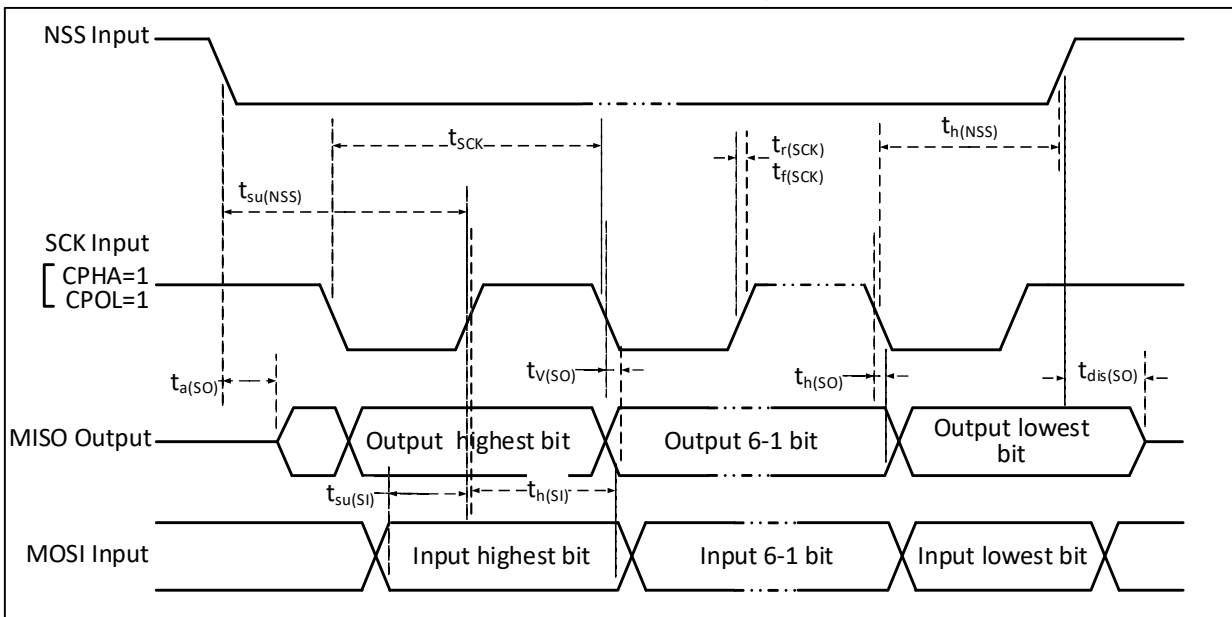 NSS Input
tSCK
tr(SCK)
tf(SCK)
th(NSS)
tsu(NSS)
SCK Input
CPHA=1
CPOL=1
ta(SO)
tV(SO)
th(SO)
tdis(SO)
MISO Output
Output highest bit
Output 6-1 bit
Output lowest
bit
tsu(SI)
th(SI)
MOSI Input
Input highest bit
Input 6-1 bit
Input lowest bit